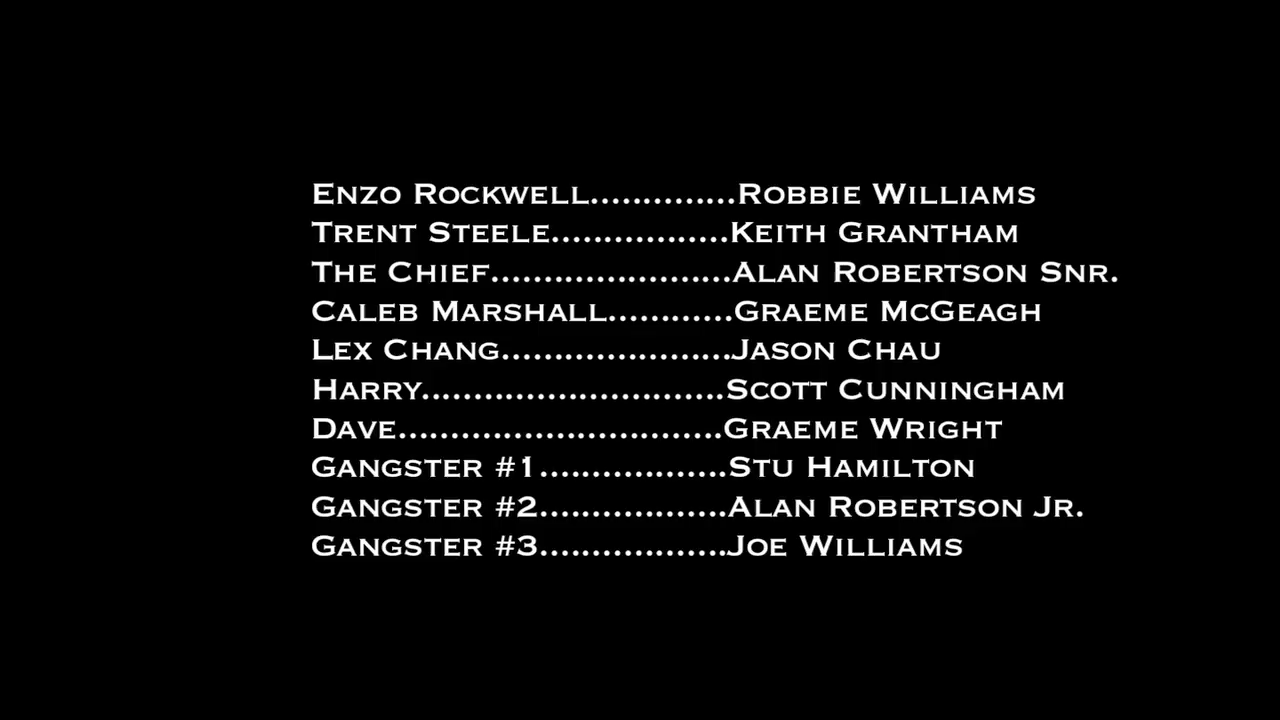 Enzo Rockwell..............Robbie Williams
Trent Steele.................Keith Grantham
The Chief.......................Alan Robertson Snr.
Caleb Marshall............Graeme McGeagh
Lex Chang......................Jason Chau
Harry.............................Scott Cunningham
Dave...............................Graeme Wright
Gangster #1..................Stu Hamilton
Gangster #2..................Alan Robertson Jr.
Gangster #3..................Joe Williams